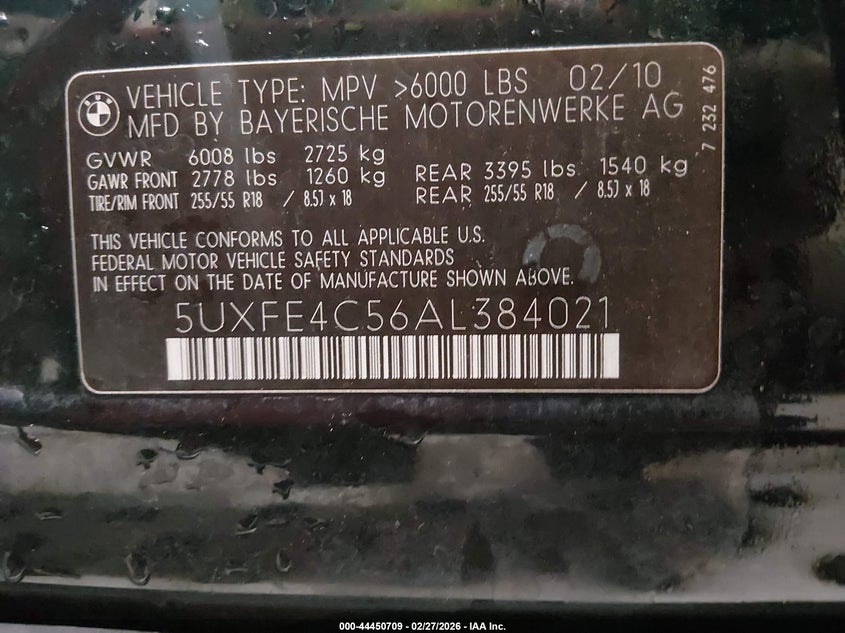 BMW
VEHICLE TYPE: MPV >6000 LBS 02/10
MFD BY BAYERISCHE MOTORENWERKE AG
7 232 476
GVWR 6008 lbs 2725 kg
GAWR FRONT 2778 lbs 1260 kg REAR 3395 lbs 1540 kg
TIRE/RIM FRONT 255/55 R18 / 8.5J x 18 REAR 255/55 R18 / 8.5J x 18
THIS VEHICLE CONFORMS TO ALL APPLICABLE U.S.
FEDERAL MOTOR VEHICLE SAFETY STANDARDS
IN EFFECT ON THE DATE OF MANUFACTURE SHOWN ABOVE.
5UXFE4C56AL384021
000-44450709 - 02/27/2026 - IAA Inc.